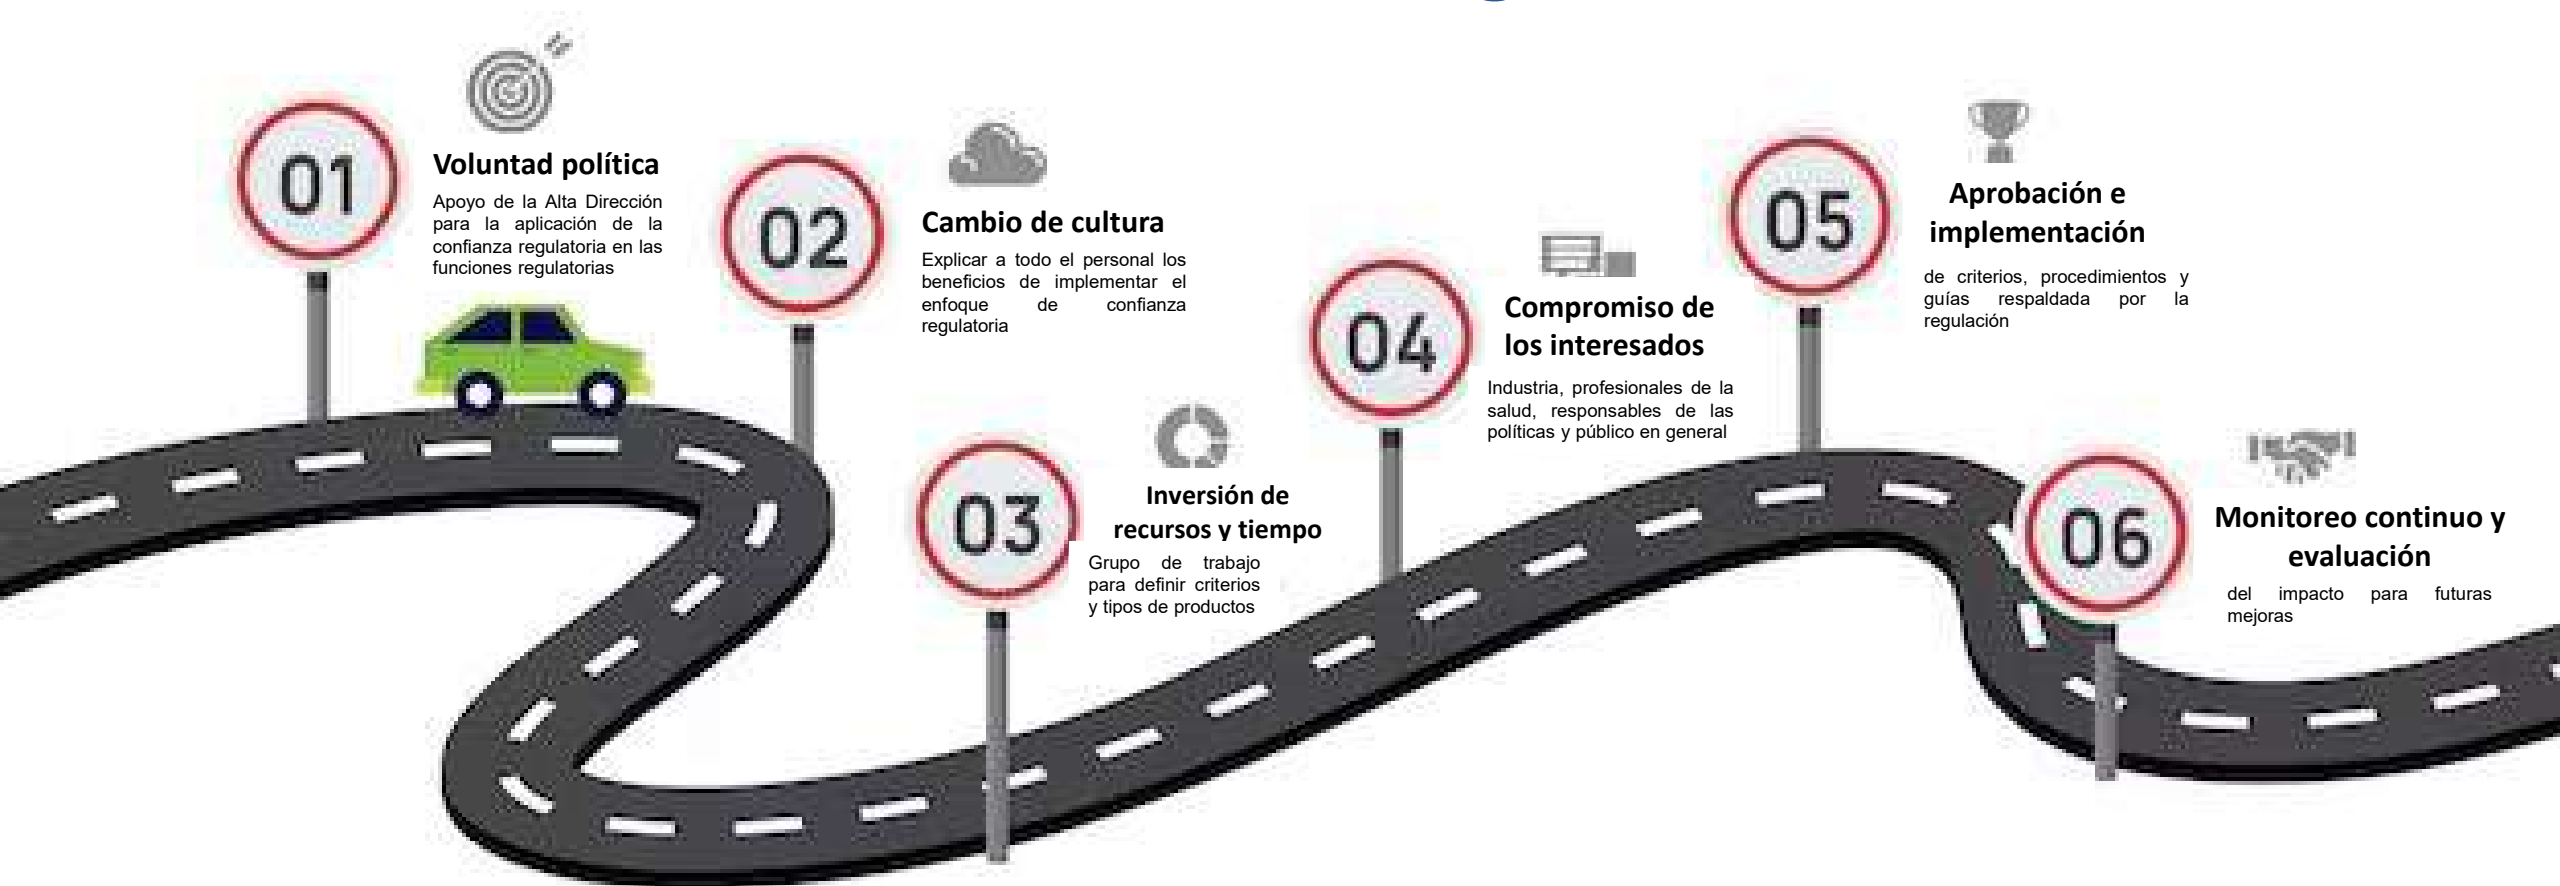 01
Voluntad política
Apoyo de la Alta Dirección
para la aplicación de la
confianza regulatoria en las
funciones regulatorias
02
Cambio de cultura
Explicar a todo el personal los
beneficios de implementar el
enfoque de confianza
regulatoria
03
Inversión de
recursos y tiempo
Grupo de trabajo
para definir criterios
y tipos de productos
04
Compromiso de
los interesados
Industria, profesionales de la
salud, responsables de las
políticas y público en general
05
Aprobación e
implementación
de criterios, procedimientos y
guías respaldada por la
regulación
06
Monitoreo continuo y
evaluación
del impacto para futuras
mejoras